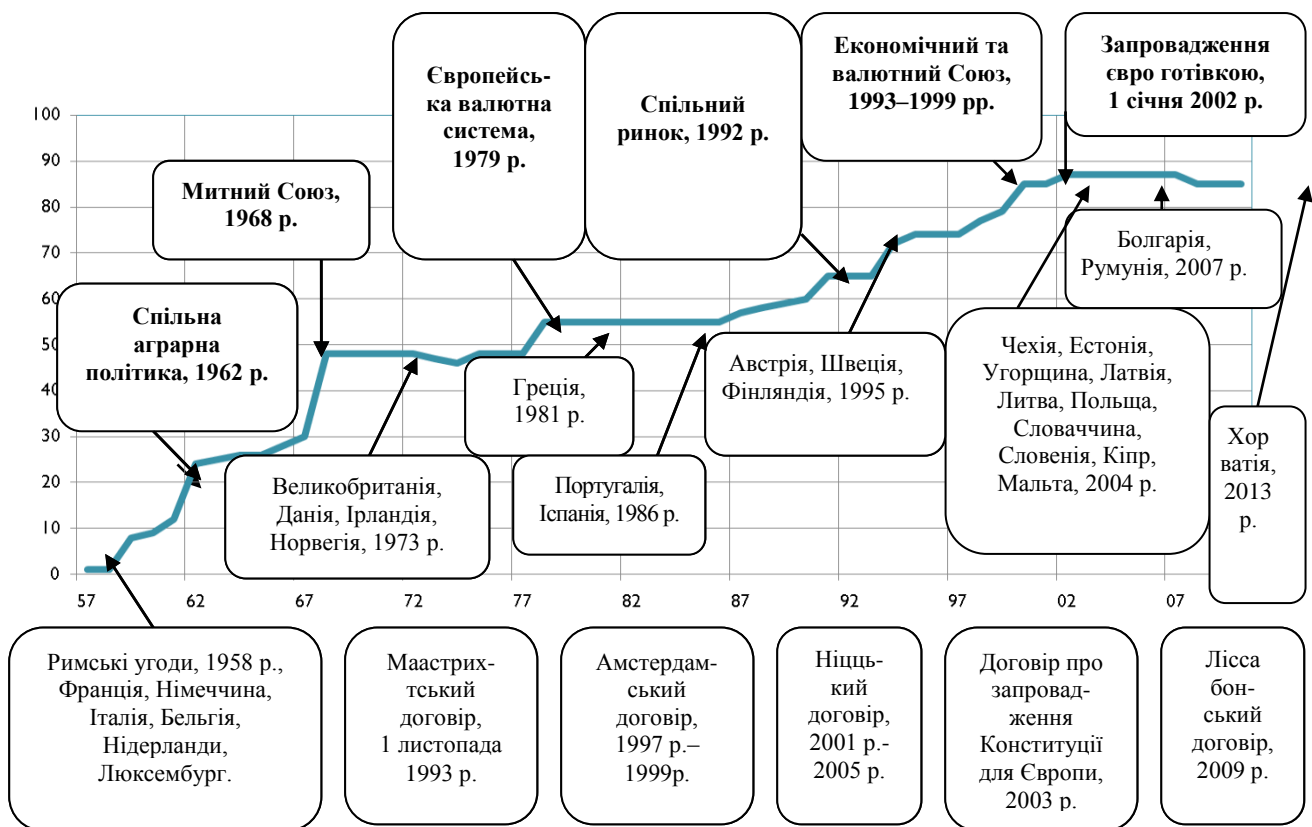 Європейсь-
ка валютна
система,
1979 р.
Спільний
ринок, 1992 р.
Економічний та
валютний Союз,
1993–1999 рр.
Запровадження
євро готівкою,
1 січня 2002 р.
Митний Союз,
1968 р.
Спільна
аграрна
політика, 1962 р.
Болгарія,
Румунія, 2007 р.
Великобританія,
Данія, Ірландія,
Норвегія, 1973 р.
Греція,
1981 р.
Португалія,
Іспанія, 1986 р.
Австрія, Швеція,
Фінляндія, 1995 р.
Чехія, Естонія,
Угорщина, Латвія,
Литва, Польща,
Словаччина,
Словенія, Кіпр,
Мальта, 2004 р.
Хор
ватія,
2013
р.
100
90
80
70
60
50
40
30
20
10
0
57 62 67 72 77 82 87 92 97 02 07
Римські угоди, 1958 р.,
Франція, Німеччина,
Італія, Бельгія,
Нідерланди,
Люксембург.
Маастрих-
тський
договір,
1 листопада
1993 р.
Амстердам-
ський
договір,
1997 р.–
1999р.
Ніцць-
кий
договір,
2001 р.-
2005 р.
Договір про
запровад-
ження
Конституції
для Європи,
2003 р.
Лісса
бон-
ський
договір,
2009 р.